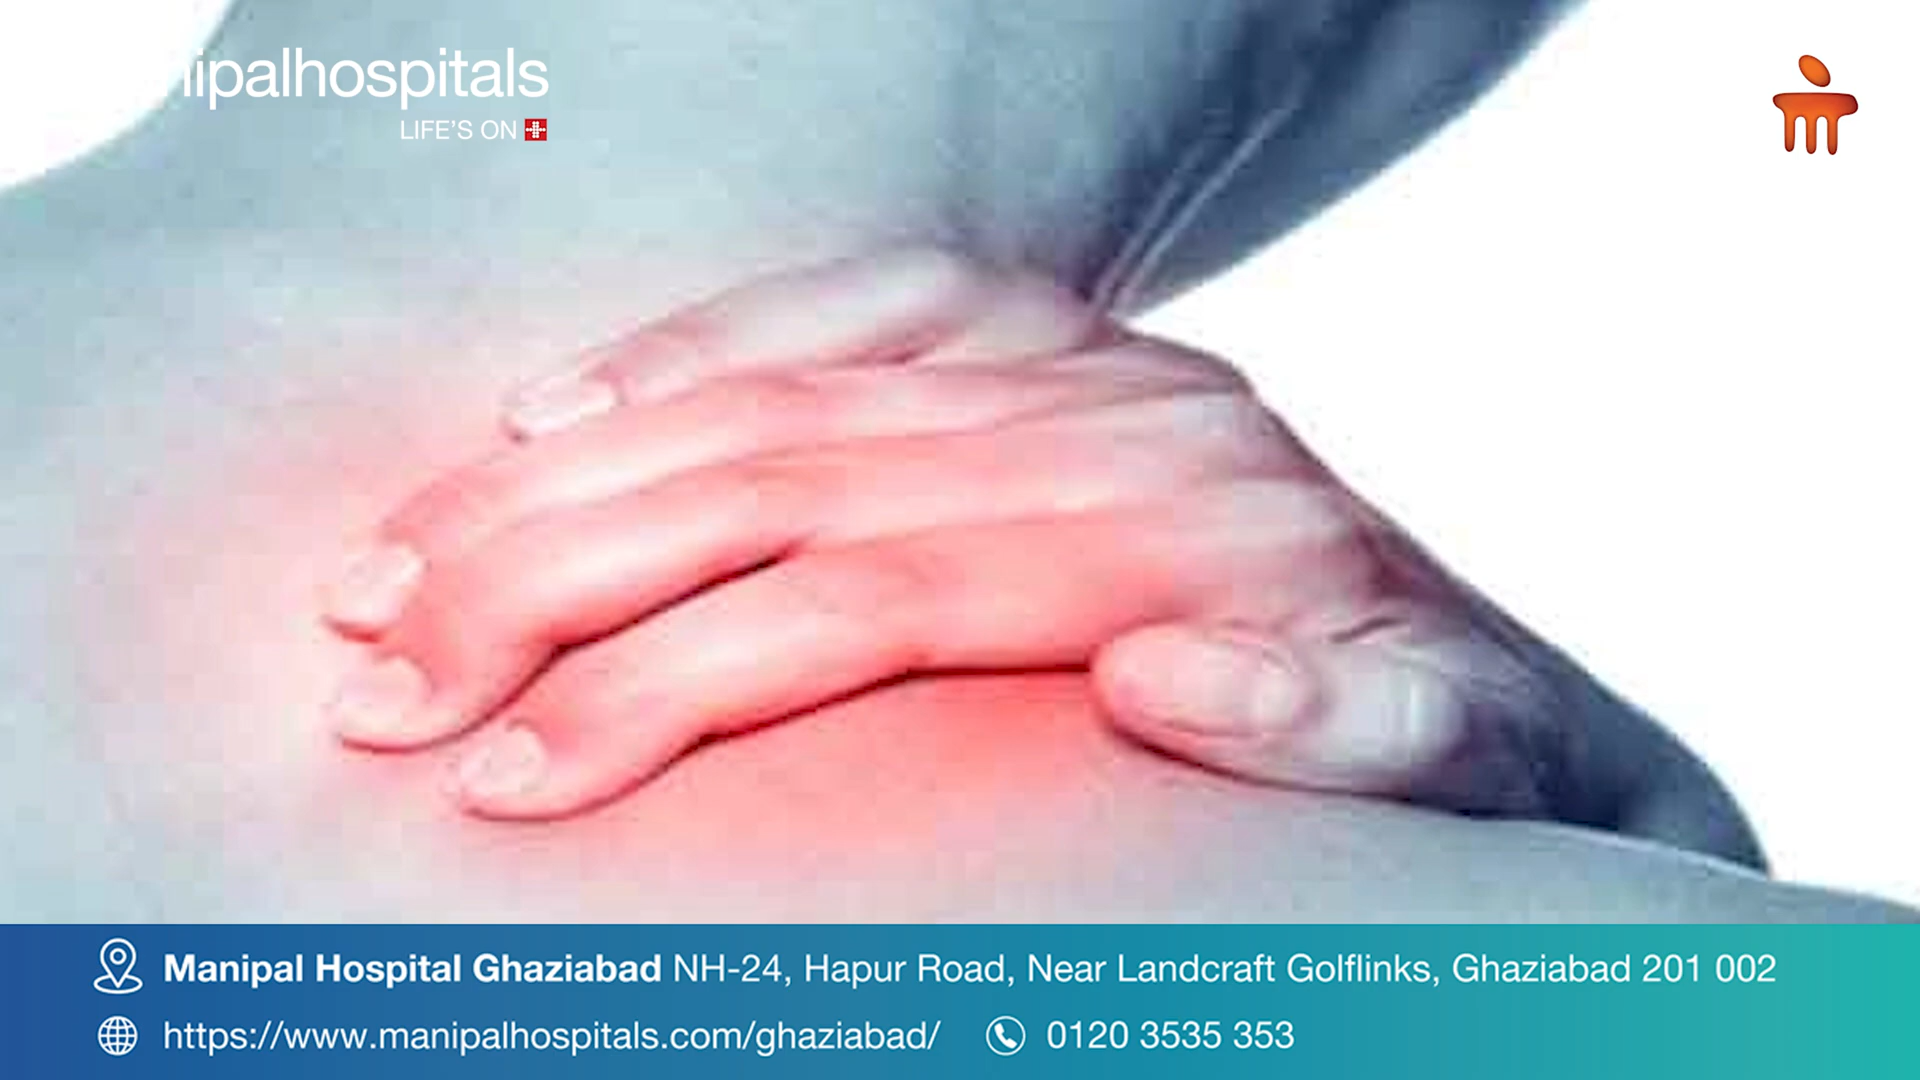 ipalhospitals
LIFE'S ON
Manipal Hospital Ghaziabad NH-24, Hapur Road, Near Landcraft Golflinks, Ghaziabad 201 002
https://www.manipalhospitals.com/ghaziabad/ 0120 3535 353